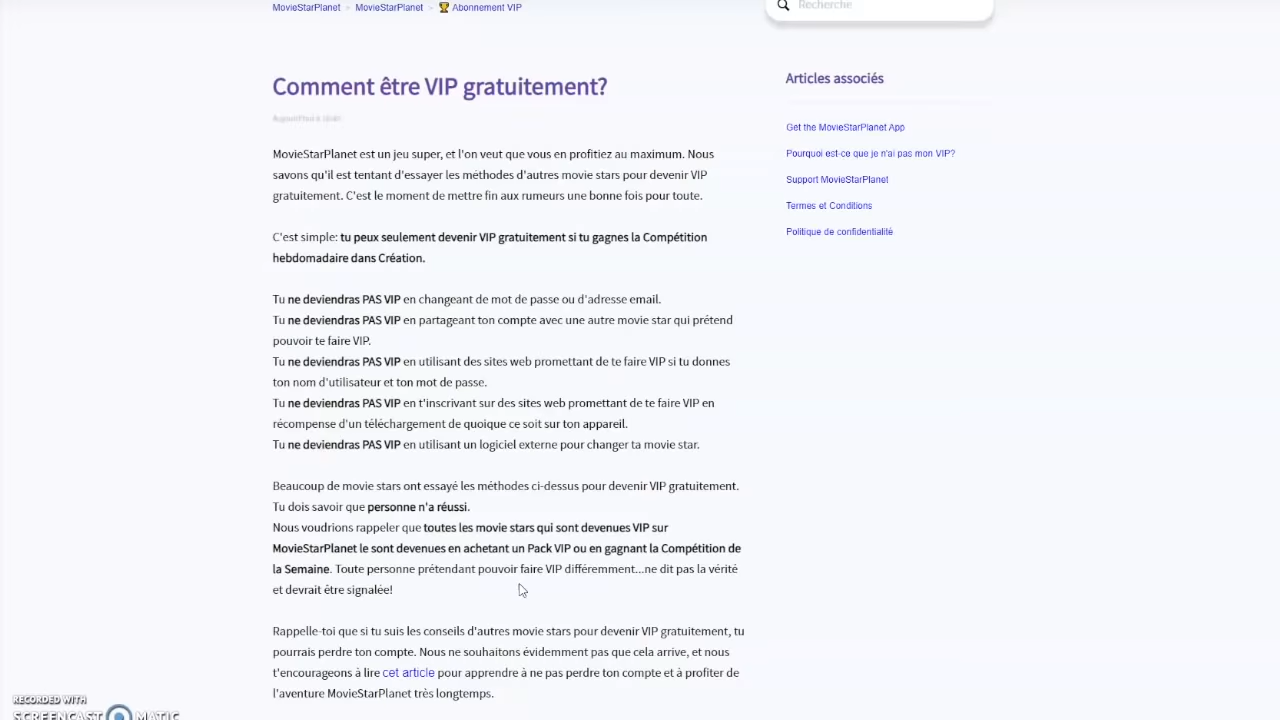 MovieStarPlanet > MovieStarPlanet > Abonnement VIP
Recherche
Comment être VIP gratuitement?
MovieStarPlanet est un jeu super, et l'on veut que vous en profitiez au maximum. Nous
savons qu'il est tentant d'essayer les méthodes d'autres movie stars pour devenir VIP
gratuitement. C'est le moment de mettre fin aux rumeurs une bonne fois pour toute.
C'est simple: tu peux seulement devenir VIP gratuitement si tu gagnes la Compétition
hebdomadaire dans Création.
Tu ne deviendras PAS VIP en changeant de mot de passe ou d'adresse email.
Tu ne deviendras PAS VIP en partageant ton compte avec une autre movie star qui prétend
pouvoir te faire VIP.
Tu ne deviendras PAS VIP en utilisant des sites web promettant de te faire VIP si tu donnes
ton nom d'utilisateur et ton mot de passe.
Tu ne deviendras PAS VIP en t'inscrivant sur des sites web promettant de te faire VIP en
récompense d'un téléchargement de quoique ce soit sur ton appareil.
Tu ne deviendras PAS VIP en utilisant un logiciel externe pour changer ta movie star.
Beaucoup de movie stars ont essayé les méthodes ci-dessus pour devenir VIP gratuitement.
Tu dois savoir que personne n'a réussi.
Nous voudrions rappeler que toutes les movie stars qui sont devenues VIP sur
MovieStarPlanet le sont devenues en achetant un Pack VIP ou en gagnant la Compétition de
la Semaine. Toute personne prétendant pouvoir faire VIP différemment...ne dit pas la vérité
et devrait être signalée!
Rappelle-toi que si tu suis les conseils d'autres movie stars pour devenir VIP gratuitement, tu
pourrais perdre ton compte. Nous ne souhaitons évidemment pas que cela arrive, et nous
t'encourageons à lire cet article pour apprendre à ne pas perdre ton compte et à profiter de
l'aventure MovieStarPlanet très longtemps.
Articles associés
Get the MovieStarPlanet App
Pourquoi est-ce que je n'ai pas mon VIP?
Support MovieStarPlanet
Termes et Conditions
Politique de confidentialité
RECORDED WITH
SCREENCAST MATIC